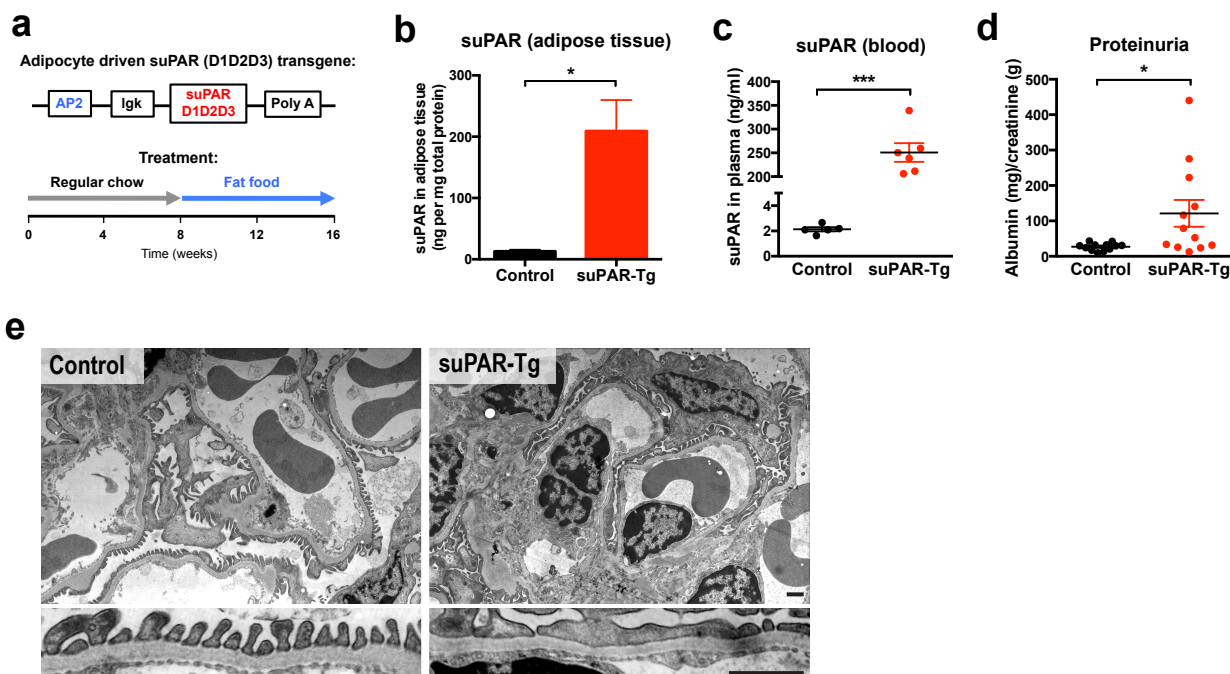 a
Adipocyte driven suPAR (D1D2D3) transgene:
AP2
Igk
suPAR
D1D2D3
Poly A
Treatment:
Regular chow
Fat food
0
4
8
12
16
Time (weeks)
b
suPAR (adipose tissue)
*
suPAR in adipose tissue
(ng per mg total protein)
300
200
100
0
Control
suPAR-Tg
c
suPAR (blood)
***
suPAR in plasma (ng/ml)
350
300
250
200
150
6
4
2
0
Control
suPAR-Tg
d
Proteinuria
*
Albumin (mg)/creatinine (g)
500
400
300
200
100
0
Control
suPAR-Tg
e
Control
suPAR-Tg